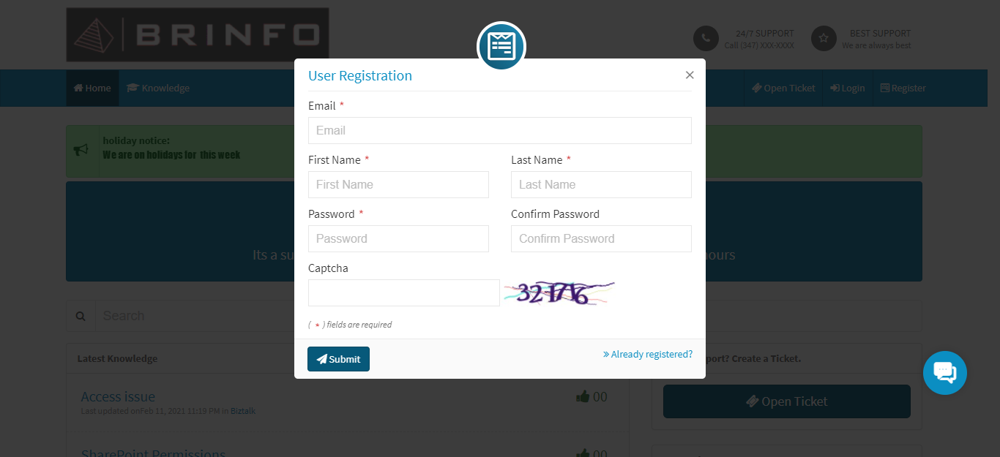 BRINFO
24/7 SUPPORT
Call (347) XXX-XXXX
BEST SUPPORT
We are always best
Home
Knowledge
Open Ticket
Login
Register
holiday notice:
We are on holidays for this week
Its a su
hours
User Registration
×
Email *
Email
First Name *
Last Name *
First Name
Last Name
Password *
Confirm Password
Password
Confirm Password
Captcha
( * ) fields are required
Submit
» Already registered?
Search
Latest Knowledge
port? Create a Ticket.
Access issue
00
Last updated onFeb 11, 2021 11:19 PM in Biztalk
Open Ticket
SharePoint Permissions
00